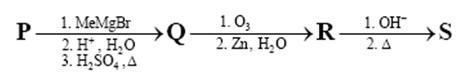 P 1. MeMgBr 2. H⁺, H₂O 3. H₂SO₄,Δ Q 1. O₃ 2. Zn, H₂O R 1. OH⁻ 2. Δ S